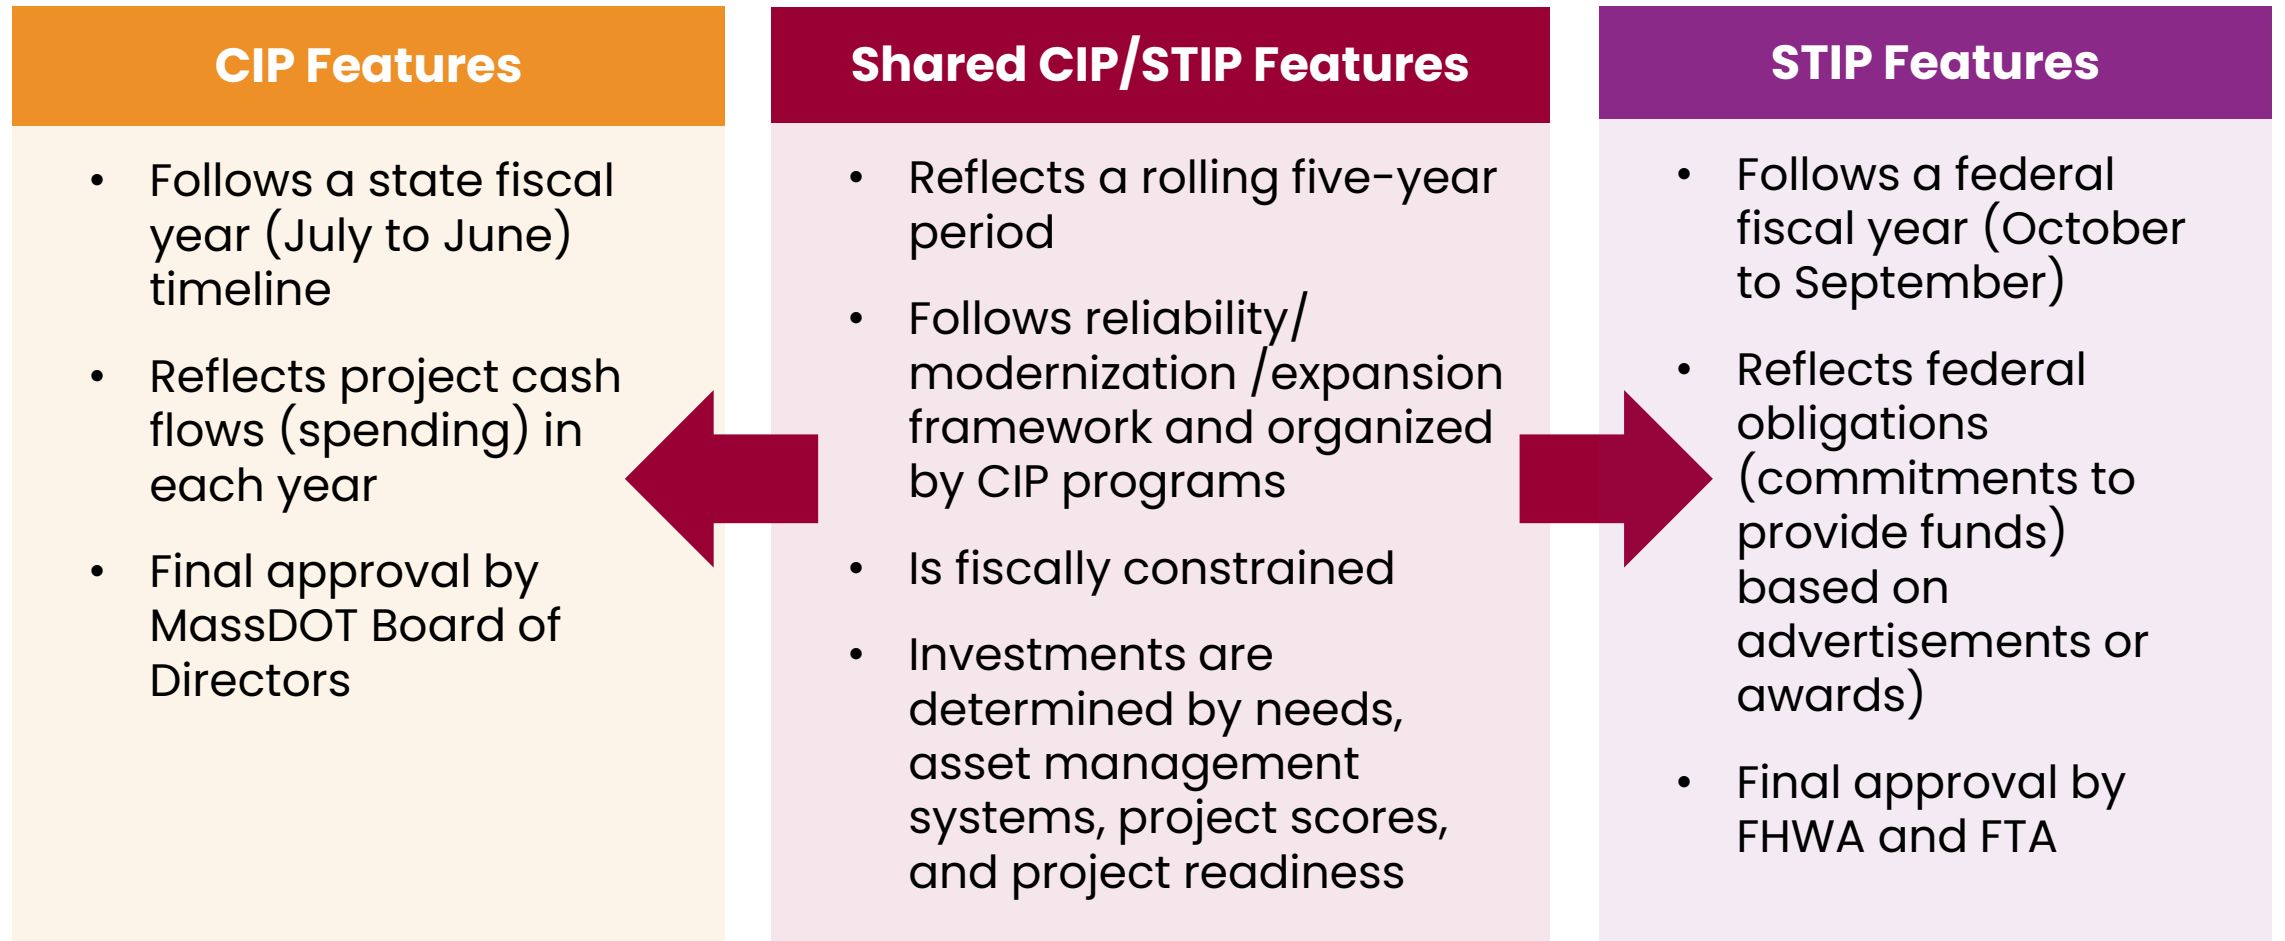 CIP Features
• Follows a state fiscal
year (July to June)
timeline
• Reflects project cash
flows (spending) in
each year
• Final approval by
MassDOT Board of
Directors
Shared CIP/STIP Features
• Reflects a rolling five-year
period
• Follows reliability/
modernization /expansion
framework and organized
by CIP programs
• Is fiscally constrained
• Investments are
determined by needs,
asset management
systems, project scores,
and project readiness
STIP Features
• Follows a federal
fiscal year (October
to September)
• Reflects federal
obligations
(commitments to
provide funds)
based on
advertisements or
awards)
• Final approval by
FHWA and FTA